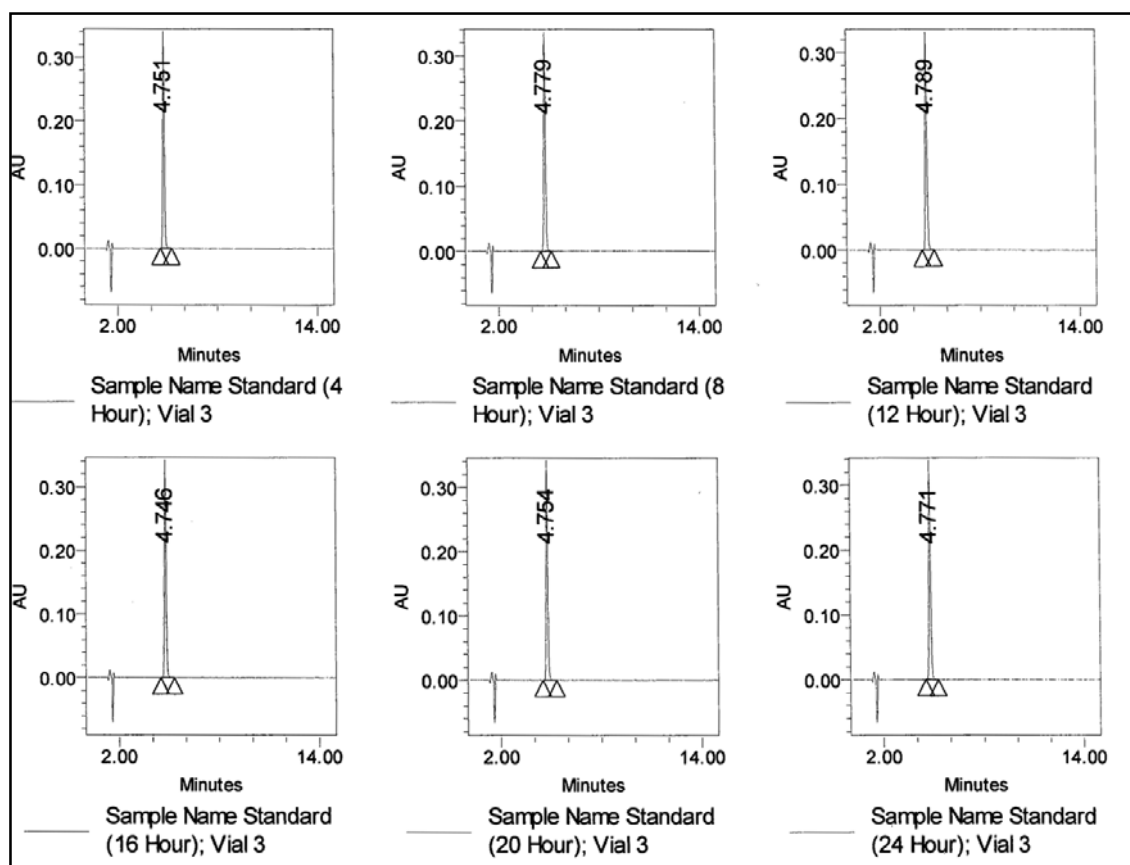 0.30
0.20
0.10
0.00
AU
4.751
2.00
14.00
Minutes
Sample Name Standard (4
Hour); Vial 3
0.30
0.20
0.10
0.00
AU
4.779
2.00
14.00
Minutes
Sample Name Standard (8
Hour); Vial 3
0.30
0.20
0.10
0.00
AU
4.789
2.00
14.00
Minutes
Sample Name Standard
(12 Hour); Vial 3
0.30
0.20
0.10
0.00
AU
4.746
2.00
14.00
Minutes
Sample Name Standard
(16 Hour); Vial 3
0.30
0.20
0.10
0.00
AU
4.754
2.00
14.00
Minutes
Sample Name Standard
(20 Hour); Vial 3
0.30
0.20
0.10
0.00
AU
4.771
2.00
14.00
Minutes
Sample Name Standard
(24 Hour); Vial 3